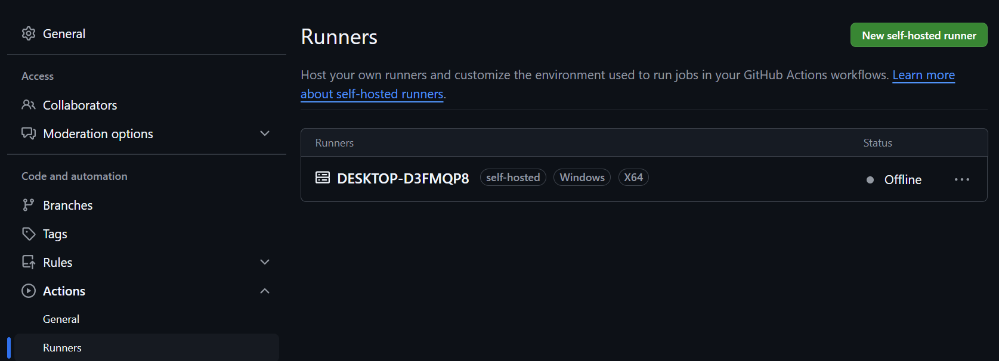 General
Access
Collaborators
Moderation options
Code and automation
Branches
Tags
Rules
Actions
General
Runners
Runners
New self-hosted runner
Host your own runners and customize the environment used to run jobs in your GitHub Actions workflows. Learn more
about self-hosted runners.
Runners Status
DESKTOP-D3FMQP8 self-hosted Windows X64 Offline